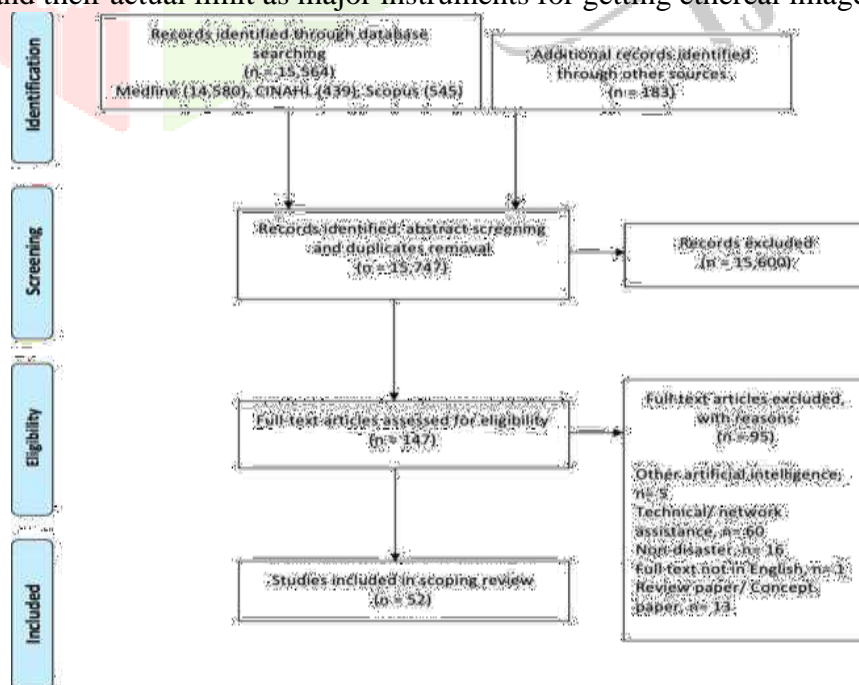 and their actual limit as major instruments for getting ethereal image
Identification
Records identified through database
searching
(n = 15,564)
Medline (14,580), CINAHL (439), Scopus (545)
Additional records identified
through other sources
(n = 183)
Screening
Records identified, abstract screening
and duplicates removal
(n = 15,747)
Records excluded
(n = 15,600)
Eligibility
Full-text articles assessed for eligibility
(n = 147)
Full-text articles excluded,
with reasons
(n = 95)
Other artificial intelligence,
n= 5
Technical/ network
assistance, n= 60
Non-disaster, n= 16
Full-text not in English, n= 1
Review paper/ Concept
paper, n= 13
Included
Studies included in scoping review
(n = 52)